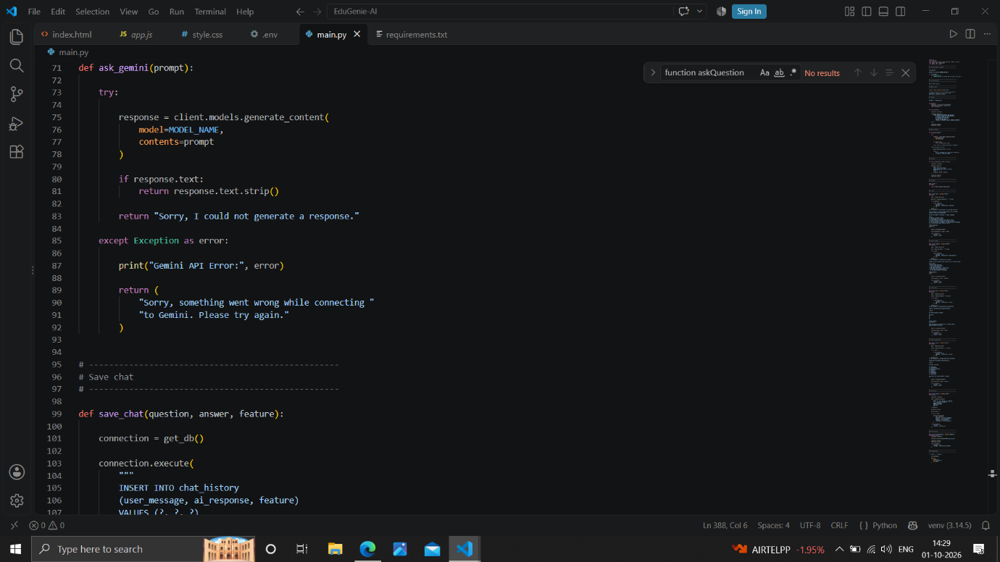 File Edit Selection View Go Run Terminal Help
EduGenie-AI
Sign In
index.html
JS app.js
# style.css
.env
main.py
requirements.txt
main.py
function askQuestion
Aa ab .*
No results
71 def ask_gemini(prompt):
72
73 try:
74
75 response = client.models.generate_content(
76 model=MODEL_NAME,
77 contents=prompt
78 )
79
80 if response.text:
81 return response.text.strip()
82
83 return "Sorry, I could not generate a response."
84
85 except Exception as error:
86
87 print("Gemini API Error:", error)
88
89 return (
90 "Sorry, something went wrong while connecting "
91 "to Gemini. Please try again."
92 )
93
94
95 # --------------------------------------------------
96 # Save chat
97 # --------------------------------------------------
98
99 def save_chat(question, answer, feature):
100
101 connection = get_db()
102
103 connection.execute(
104 """
105 INSERT INTO chat_history
106 (user_message, ai_response, feature)
107 VALUES (?, ?, ?)
0 0
Ln 388, Col 6
Spaces: 4
UTF-8
CRLF
{ } Python
venv (3.14.5)
Type here to search
AIRTELPP -1.95%
ENG
14:29
01-10-2026